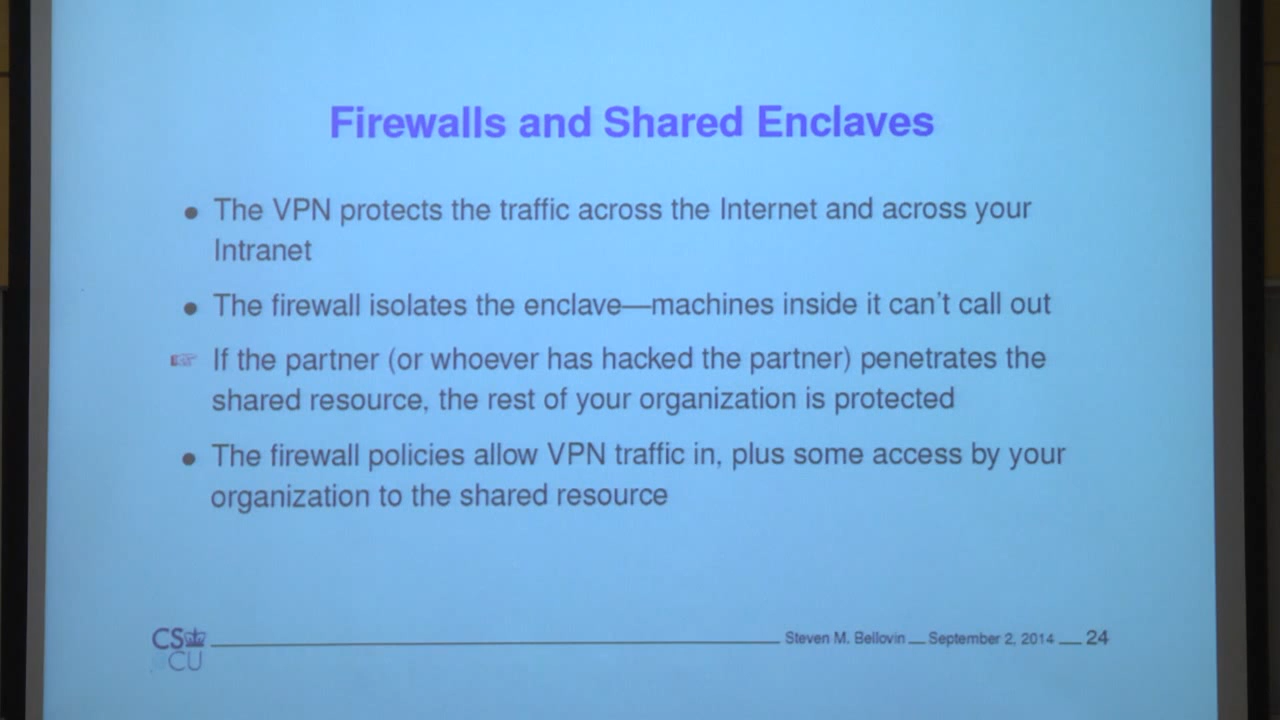 Firewalls and Shared Enclaves
● The VPN protects the traffic across the Internet and across your
Intranet
● The firewall isolates the enclave—machines inside it can't call out
☞ If the partner (or whoever has hacked the partner) penetrates the
shared resource, the rest of your organization is protected
● The firewall policies allow VPN traffic in, plus some access by your
organization to the shared resource
CS
CU
Steven M. Bellovin __ September 2, 2014 __ 24